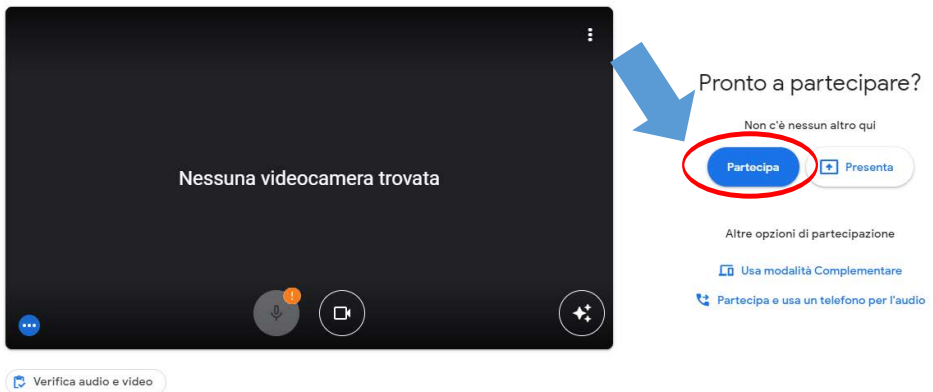 Nessuna videocamera trovata
Verifica audio e video
Pronto a partecipare?
Non c'è nessun altro qui
Partecipa
Presenta
Altre opzioni di partecipazione
Usa modalità Complementare
Partecipa e usa un telefono per l'audio